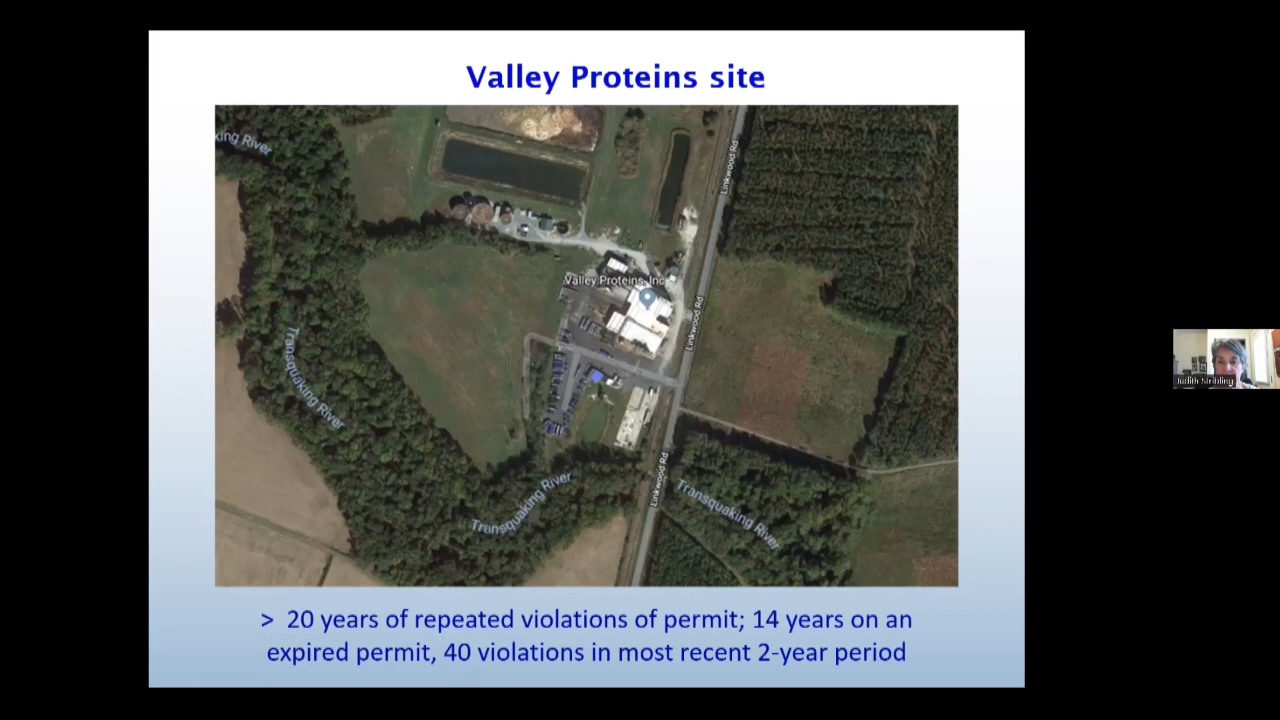 Valley Proteins site
king River
Linkwood Rd
Valley Proteins, Inc
Linkwood Rd
Transquaking River
Transquaking River
Linkwood Rd
Transquaking River
> 20 years of repeated violations of permit; 14 years on an
expired permit, 40 violations in most recent 2-year period
Judith Stribling